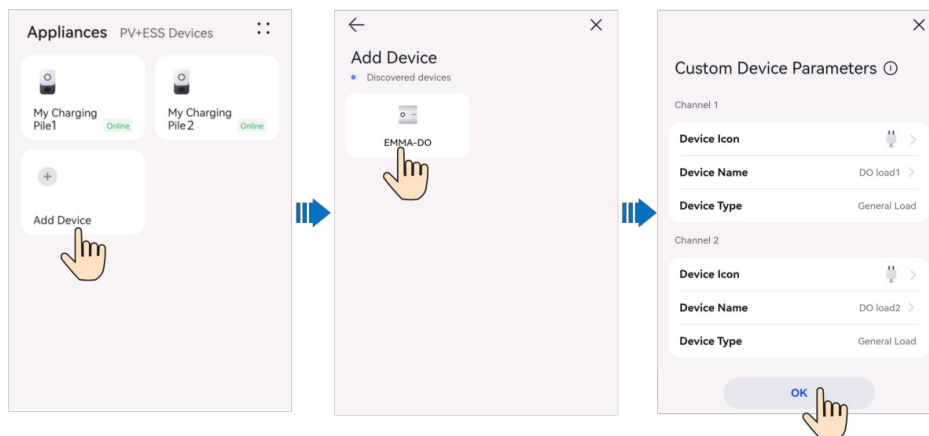 Appliances PV+ESS Devices
My Charging
Pile1
Online
My Charging
Pile 2
Online
Add Device
Add Device
Discovered devices
EMMA-DO
Custom Device Parameters
Channel 1
Device Icon
Device Name DO load1
Device Type General Load
Channel 2
Device Icon
Device Name DO load2
Device Type General Load
OK